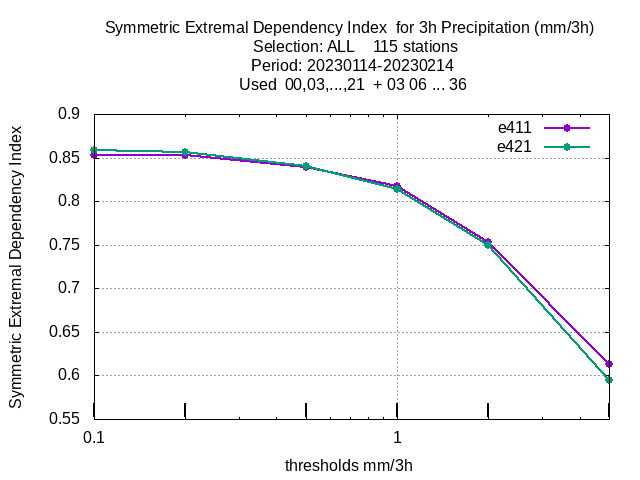 Symmetric Extremal Dependency Index  for 3h Precipitation (mm/3h)
Selection: ALL    115 stations
Period: 20230114-20230214
Used  00,03,...,21  + 03 06 ... 36
e411
e421
Symmetric Extremal Dependency Index
0.9
0.85
0.8
0.75
0.7
0.65
0.6
0.55
0.1
1
thresholds mm/3h